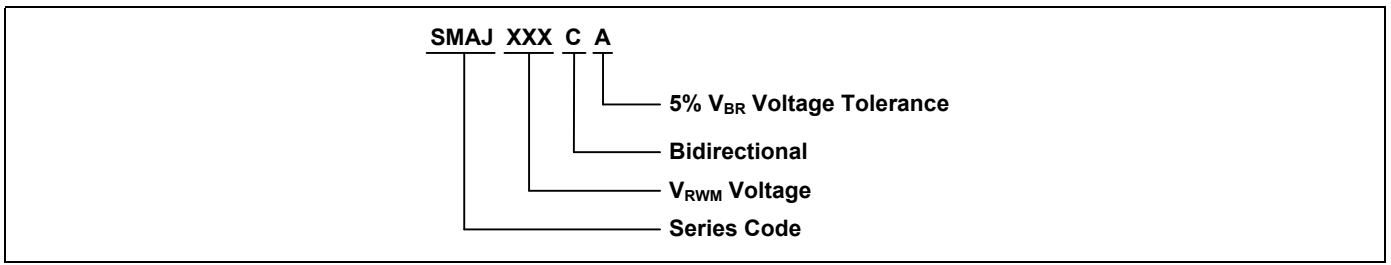 SMAJ XXX C A
5% VBR Voltage Tolerance
Bidirectional
VRWM Voltage
Series Code